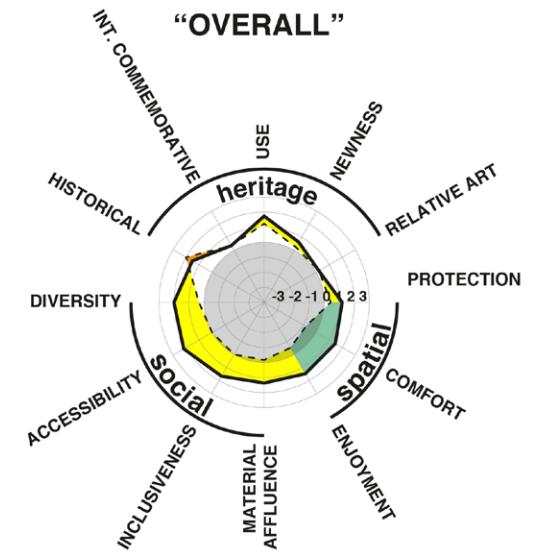 “OVERALL”
INT. COMMEMORATIVE
USE
NEWNESS
HISTORICAL
heritage
RELATIVE ART
DIVERSITY
-3 -2 -1 0 1 2 3
PROTECTION
ACCESSIBILITY
social
spatial
COMFORT
INCLUSIVENESS
MATERIAL
AFFLUENCE
ENJOYMENT